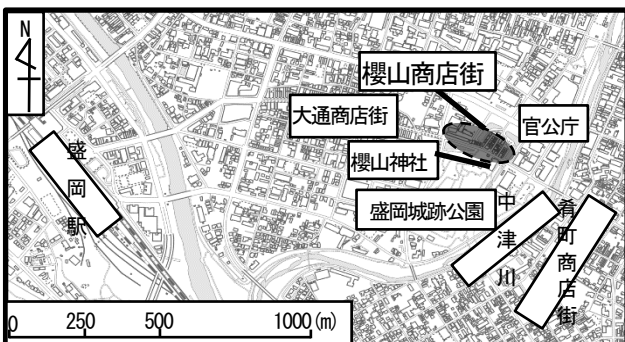 N
櫻山商店街
大通商店街
官公庁
櫻山神社
盛岡駅
盛岡城跡公園
中津川
肴町商店街
0 250 500 1000(m)